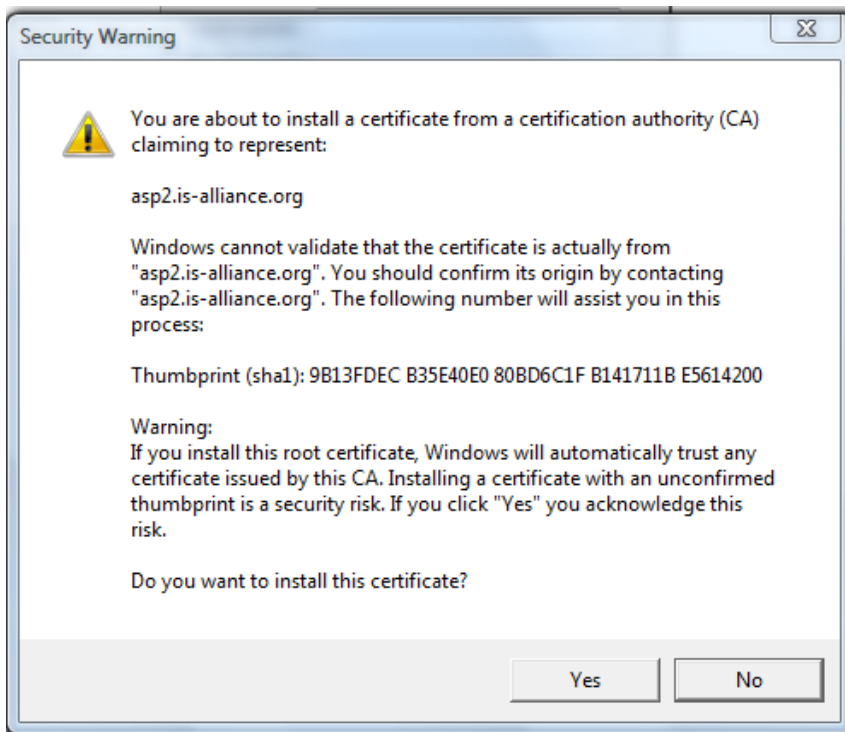 Security Warning
You are about to install a certificate from a certification authority (CA)
claiming to represent:
asp2.is-alliance.org
Windows cannot validate that the certificate is actually from
"asp2.is-alliance.org". You should confirm its origin by contacting
"asp2.is-alliance.org". The following number will assist you in this
process:
Thumbprint (sha1): 9B13FDEC B35E40E0 80BD6C1F B141711B E5614200
Warning:
If you install this root certificate, Windows will automatically trust any
certificate issued by this CA. Installing a certificate with an unconfirmed
thumbprint is a security risk. If you click "Yes" you acknowledge this
risk.
Do you want to install this certificate?
Yes No